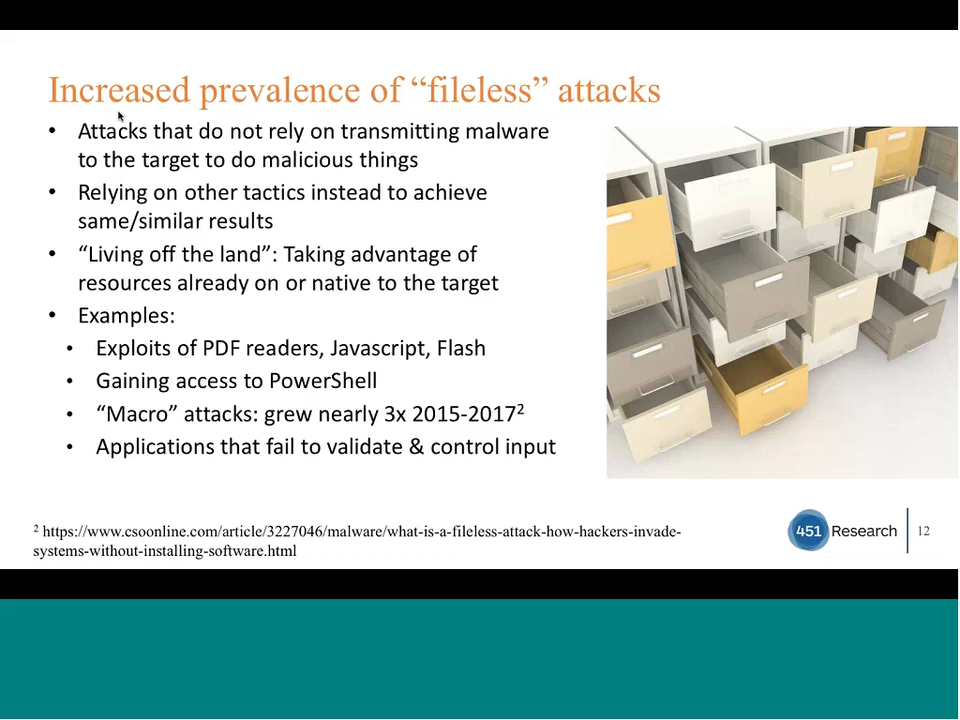 Increased prevalence of “fileless” attacks
• Attacks that do not rely on transmitting malware
to the target to do malicious things
• Relying on other tactics instead to achieve
same/similar results
• “Living off the land”: Taking advantage of
resources already on or native to the target
• Examples:
• Exploits of PDF readers, Javascript, Flash
• Gaining access to PowerShell
• “Macro” attacks: grew nearly 3x 2015-2017²
• Applications that fail to validate & control input
² https://www.csoonline.com/article/3227046/malware/what-is-a-fileless-attack-how-hackers-invade-
systems-without-installing-software.html
451 Research
12